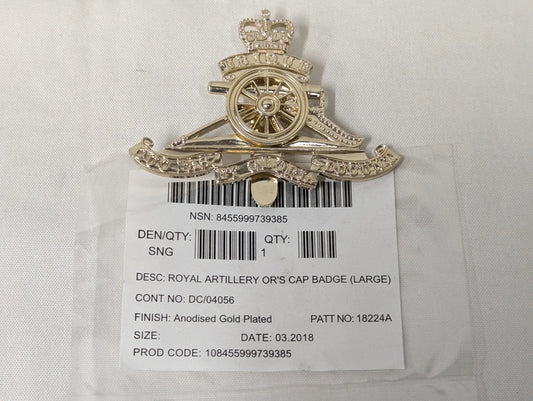 UBIQUE
NSN: 8455999739385
DEN/QTY:
SNG
QTY:
1
DESC: ROYAL ARTILLERY OR'S CAP BADGE (LARGE)
CONT NO: DC/04056
FINISH: Anodised Gold Plated
PATT NO: 18224A
SIZE:
DATE: 03.2018
PROD CODE: 108455999739385